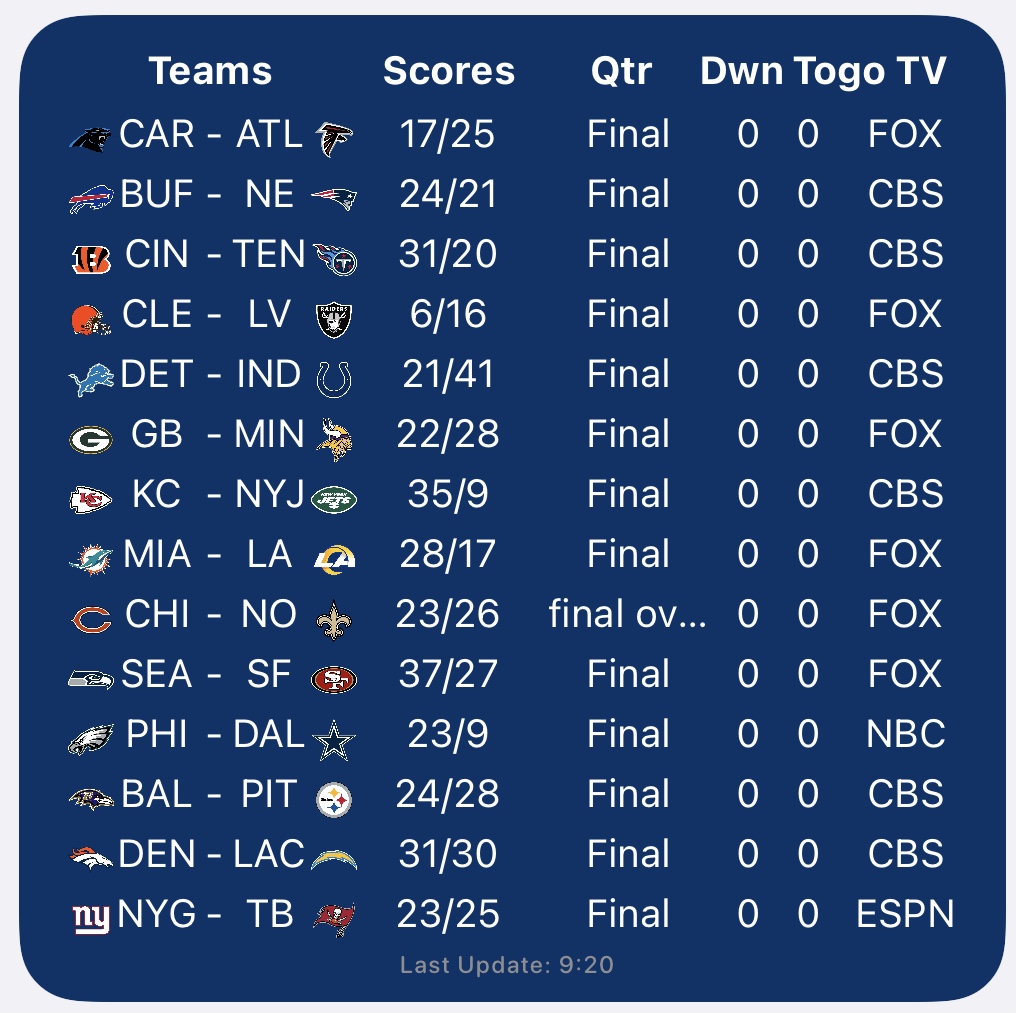 Teams Scores Qtr Dwn Togo TV
CAR - ATL 17/25 Final 0 0 FOX
BUF - NE 24/21 Final 0 0 CBS
CIN - TEN 31/20 Final 0 0 CBS
CLE - LV 6/16 Final 0 0 FOX
DET - IND 21/41 Final 0 0 CBS
GB - MIN 22/28 Final 0 0 FOX
KC - NYJ 35/9 Final 0 0 CBS
MIA - LA 28/17 Final 0 0 FOX
CHI - NO 23/26 final ov... 0 0 FOX
SEA - SF 37/27 Final 0 0 FOX
PHI - DAL 23/9 Final 0 0 NBC
BAL - PIT 24/28 Final 0 0 CBS
DEN - LAC 31/30 Final 0 0 CBS
NYG - TB 23/25 Final 0 0 ESPN
Last Update: 9:20